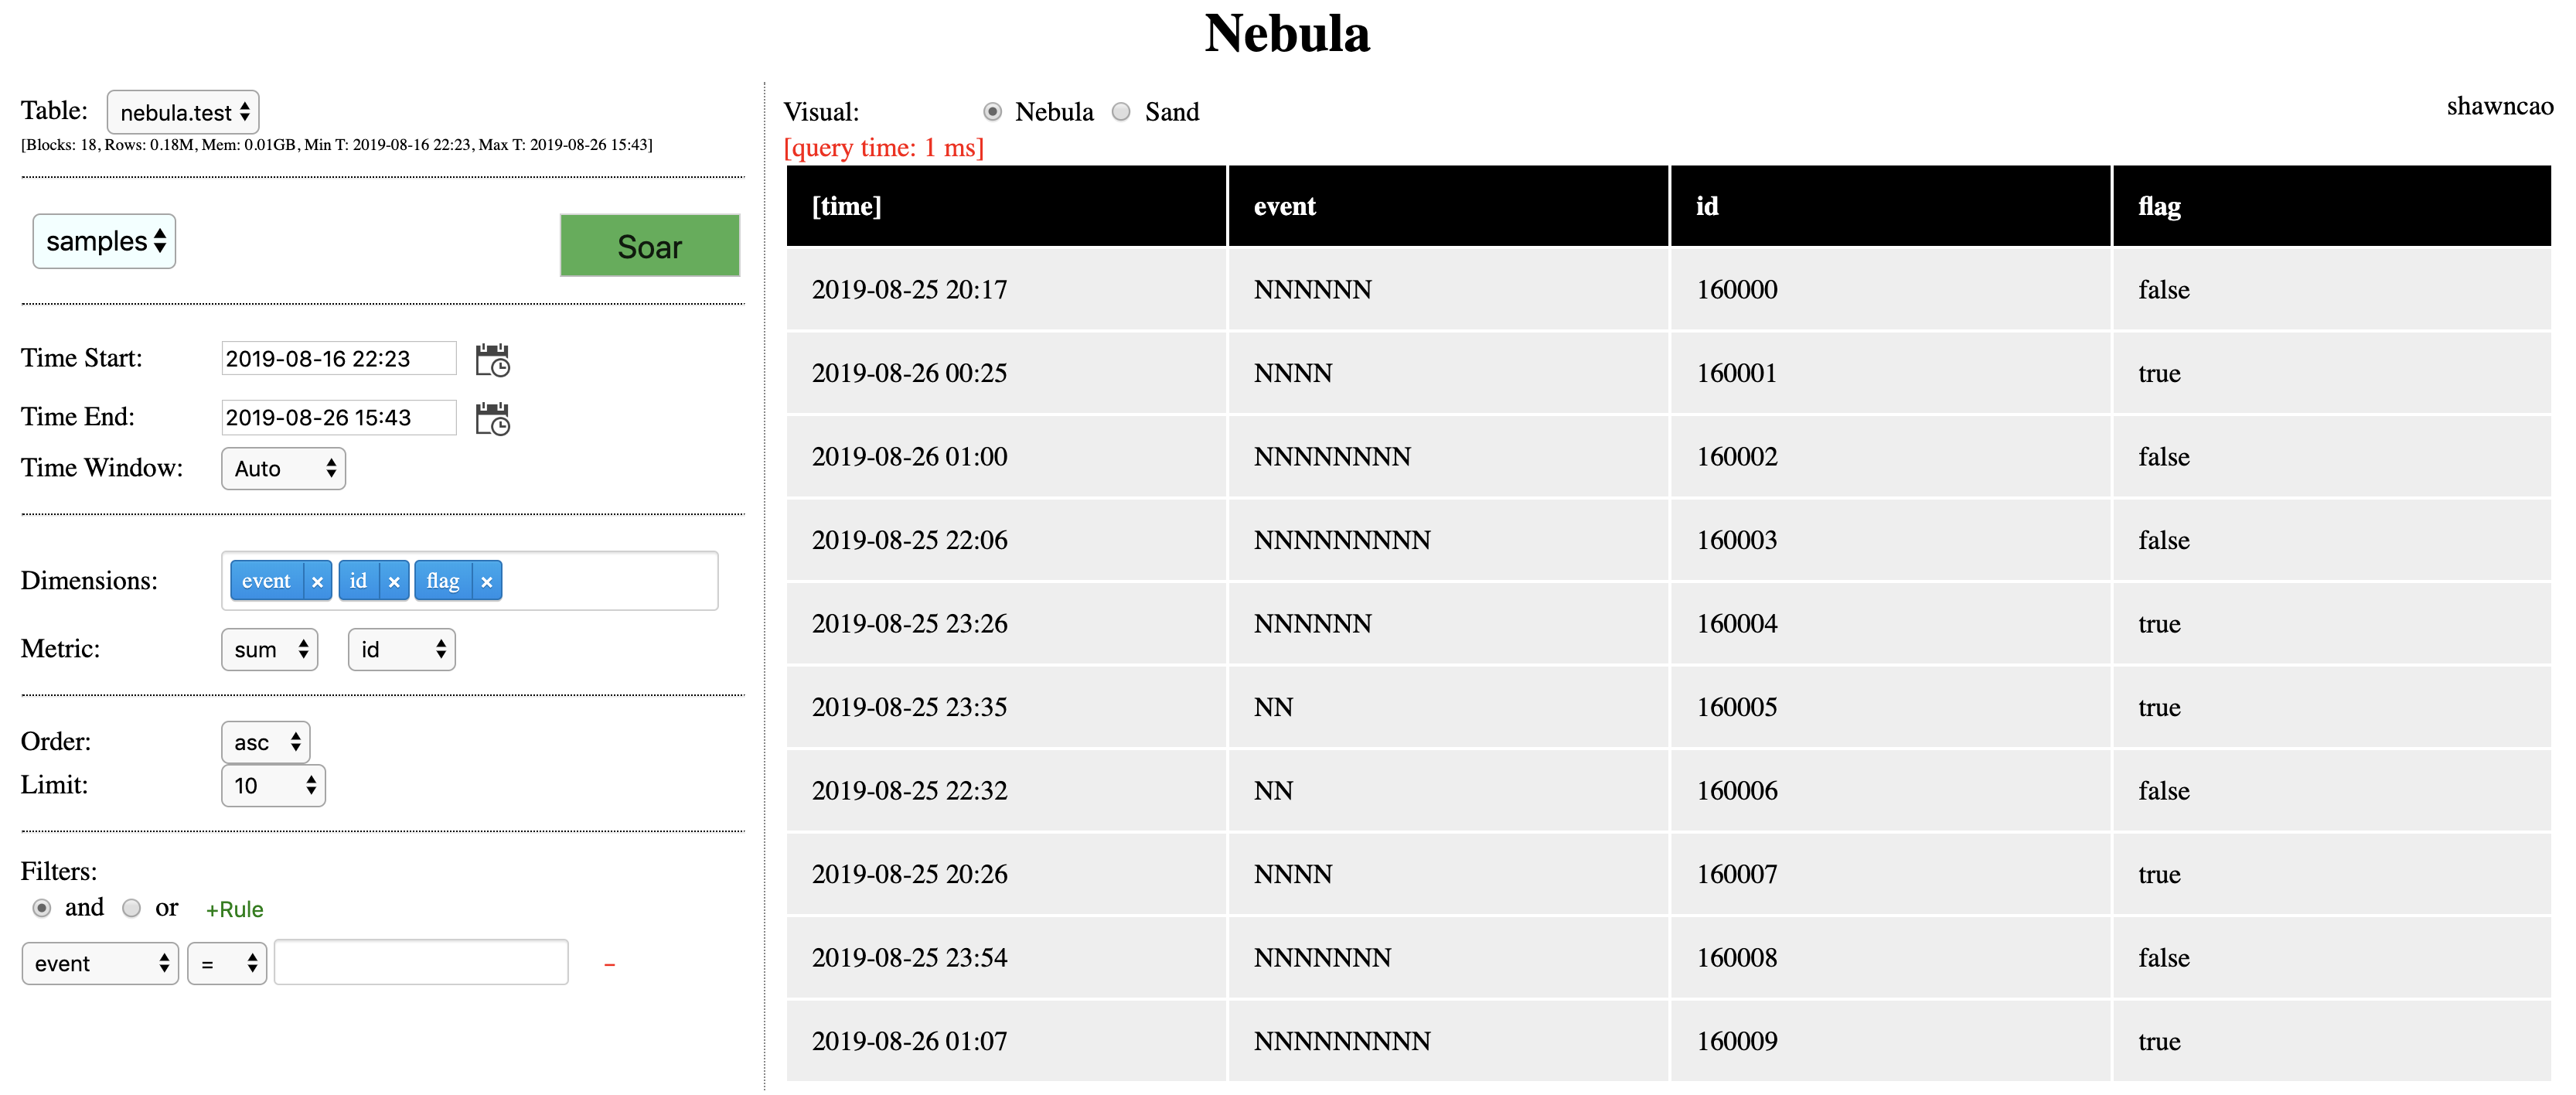 Nebula
Table: nebula.test
[Blocks: 18, Rows: 0.18M, Mem: 0.01GB, Min T: 2019-08-16 22:23, Max T: 2019-08-26 15:43]
samples Soar
Time Start: 2019-08-16 22:23
Time End: 2019-08-26 15:43
Time Window: Auto
Dimensions: event × id × flag ×
Metric: sum id
Order: asc
Limit: 10
Filters:
and or +Rule
event = –
Visual: Nebula Sand shawncao
[query time: 1 ms]
[time] event id flag
2019-08-25 20:17 NNNNNN 160000 false
2019-08-26 00:25 NNNN 160001 true
2019-08-26 01:00 NNNNNNNN 160002 false
2019-08-25 22:06 NNNNNNNNN 160003 false
2019-08-25 23:26 NNNNNN 160004 true
2019-08-25 23:35 NN 160005 true
2019-08-25 22:32 NN 160006 false
2019-08-25 20:26 NNNN 160007 true
2019-08-25 23:54 NNNNNNN 160008 false
2019-08-26 01:07 NNNNNNNNN 160009 true